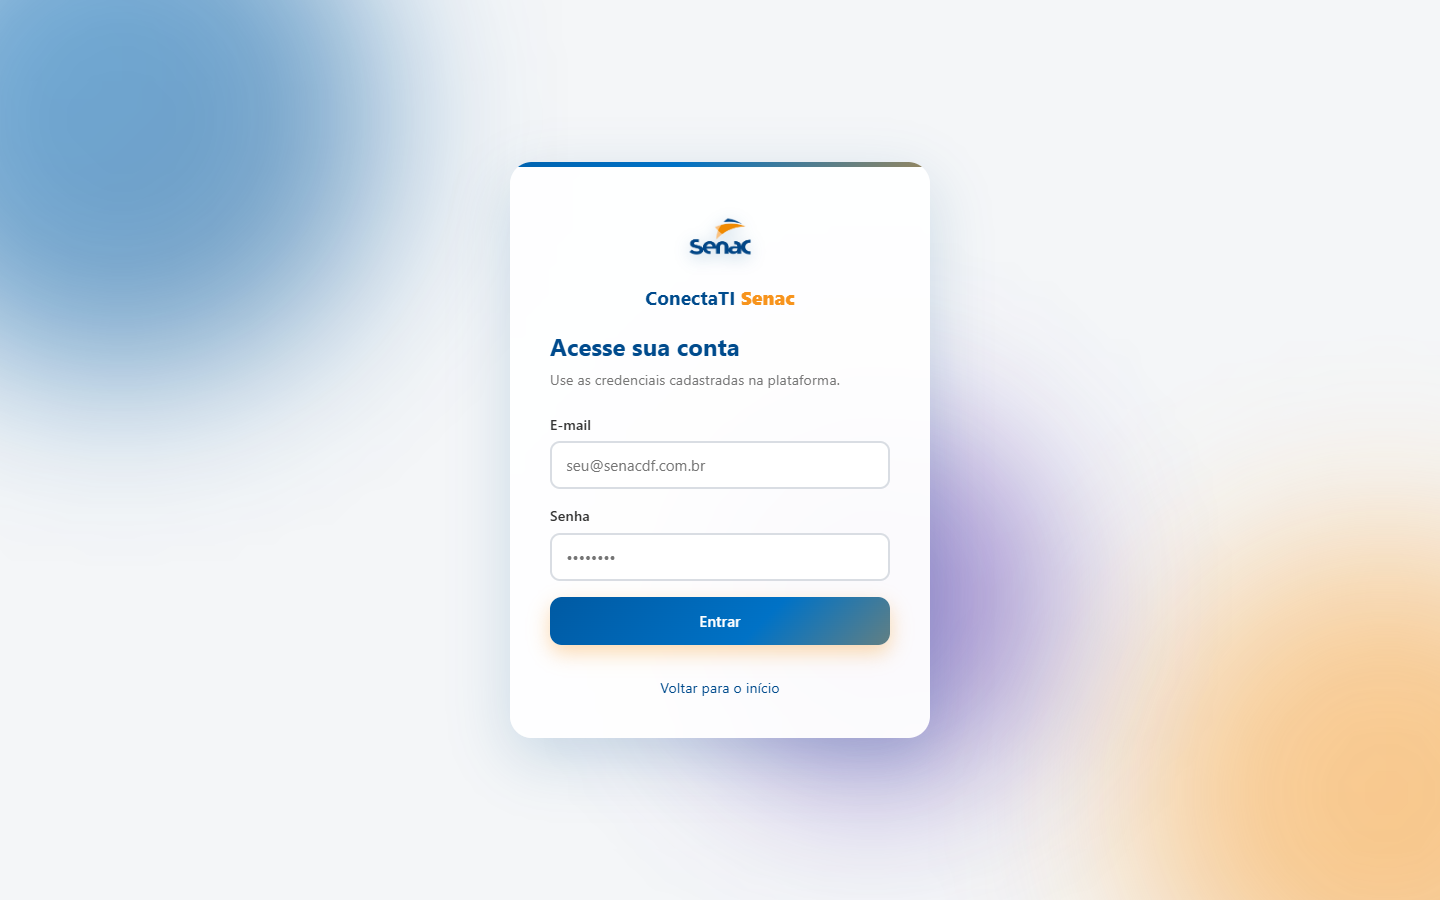 Senac
ConectaTI Senac
Acesse sua conta
Use as credenciais cadastradas na plataforma.
E-mail
seu@senacdf.com.br
Senha
••••••••
Entrar
Voltar para o início